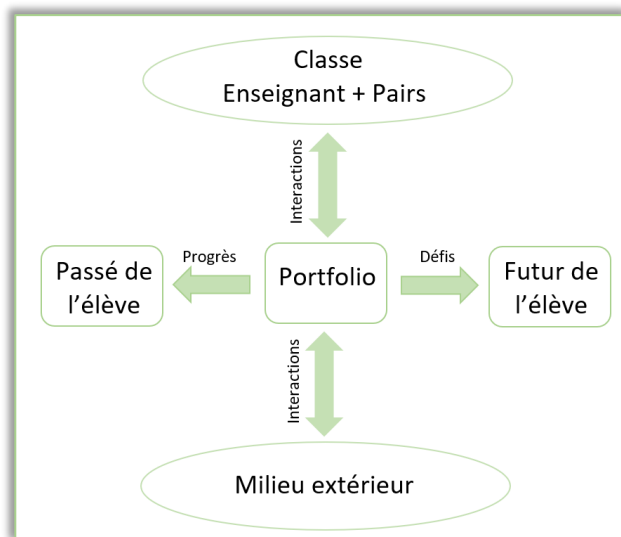 Classe
Enseignant + Pairs
Interactions
Progrès
Défis
Passé de
l’élève
Portfolio
Futur de
l’élève
Interactions
Milieu extérieur